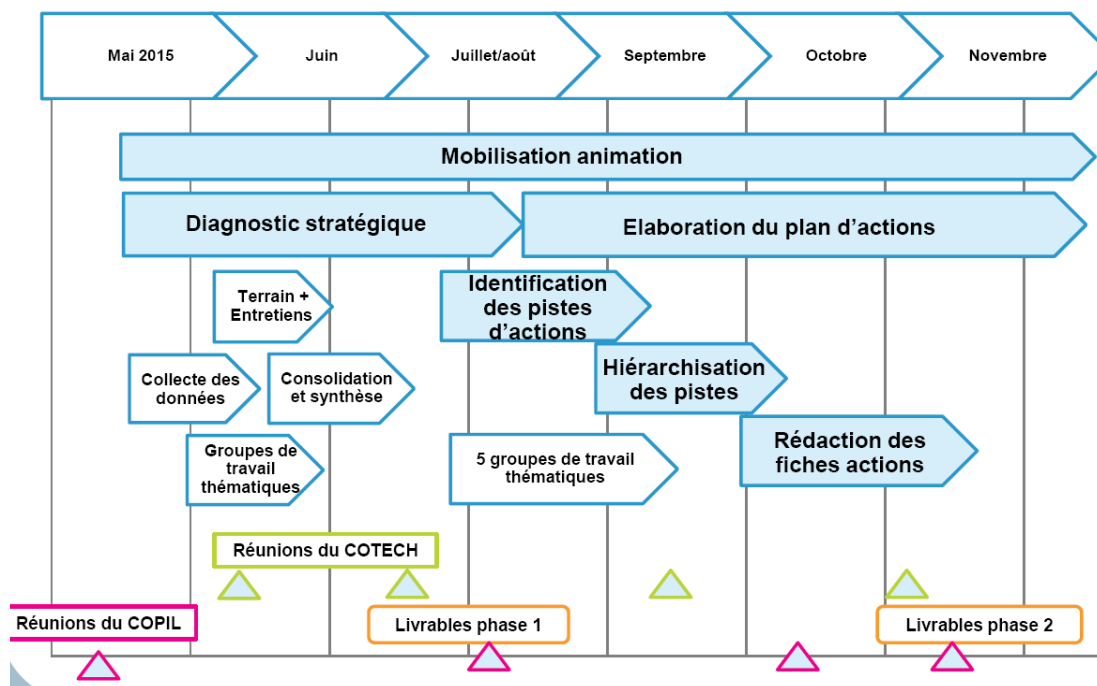 Mai 2015
Juin
Juillet/août
Septembre
Octobre
Novembre
Mobilisation animation
Diagnostic stratégique
Elaboration du plan d’actions
Terrain +
Entretiens
Identification
des pistes
d’actions
Collecte des
données
Consolidation
et synthèse
Hiérarchisation
des pistes
Groupes de
travail
thématiques
5 groupes de travail
thématiques
Rédaction des
fiches actions
Réunions du COTECH
Réunions du COPIL
Livrables phase 1
Livrables phase 2